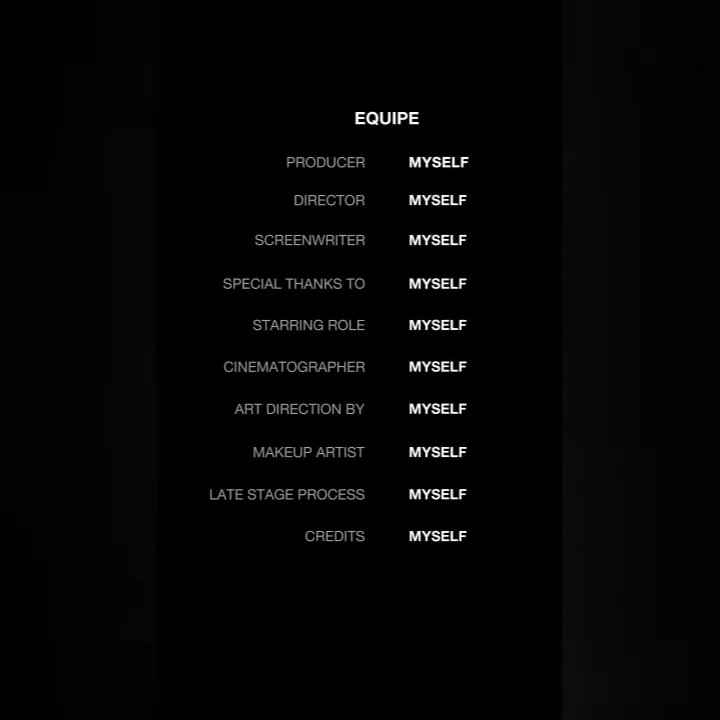 EQUIPE
PRODUCER MYSELF
DIRECTOR MYSELF
SCREENWRITER MYSELF
SPECIAL THANKS TO MYSELF
STARRING ROLE MYSELF
CINEMATOGRAPHER MYSELF
ART DIRECTION BY MYSELF
MAKEUP ARTIST MYSELF
LATE STAGE PROCESS MYSELF
CREDITS MYSELF